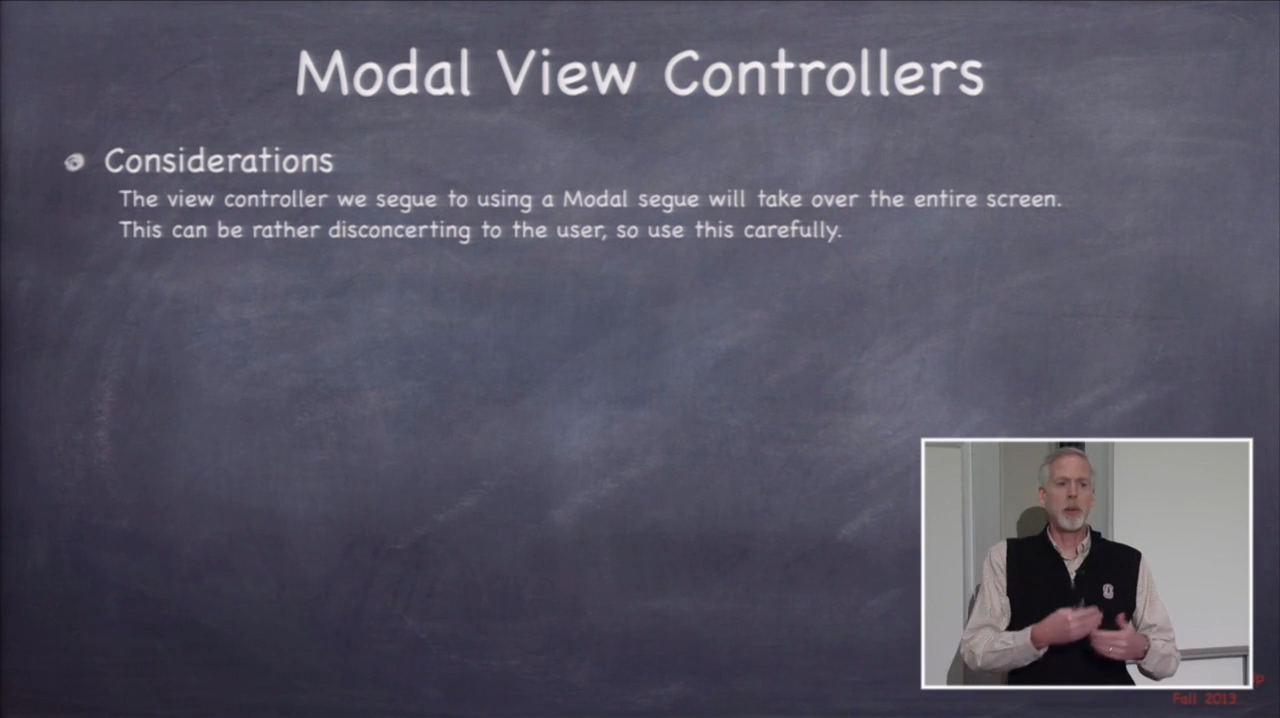 Modal View Controllers
Considerations
The view controller we segue to using a Modal segue will take over the entire screen.
This can be rather disconcerting to the user, so use this carefully.
Fall 2013